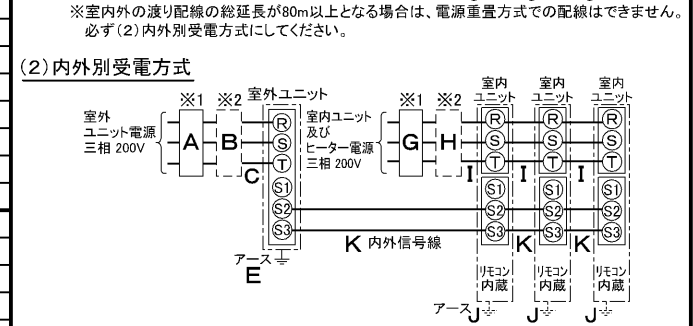 ※室内外の渡り配線の総延長が80m以上となる場合は、電源重畳方式での配線はできません。
必ず(2)内外別受電方式にしてください。
(2)内外別受電方式
室外
ユニット電源
三相 200V
※1
※2
A
B
C
室外ユニット
R
S
T
S1
S2
S3
アース
E
室内ユニット
及び
ヒーター電源
三相 200V
※1
※2
G
H
室内
ユニット
室内
ユニット
室内
ユニット
R
R
R
S
S
S
T
T
T
I
I
I
S1
S1
S1
S2
S2
S2
S3
S3
S3
K 内外信号線
K
K
リモコン
内蔵
リモコン
内蔵
リモコン
内蔵
アース J
J
J